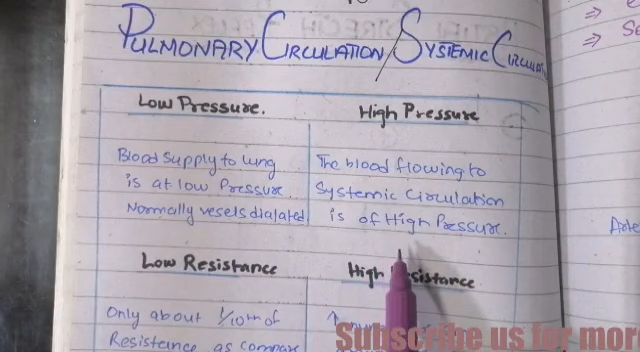 PULMONARY CIRCULATION / SYSTEMIC CIRCULAT
Low Pressure.
High Pressure
Blood Supply to lung
is at low Pressure.
Normally vesels dialated
The blood flowing to
Systemic Circulation
is of High Pressure.
Low Resistance
High Resistance
Only about 1/10th of
Resistance as compare
Subscribe us for mor